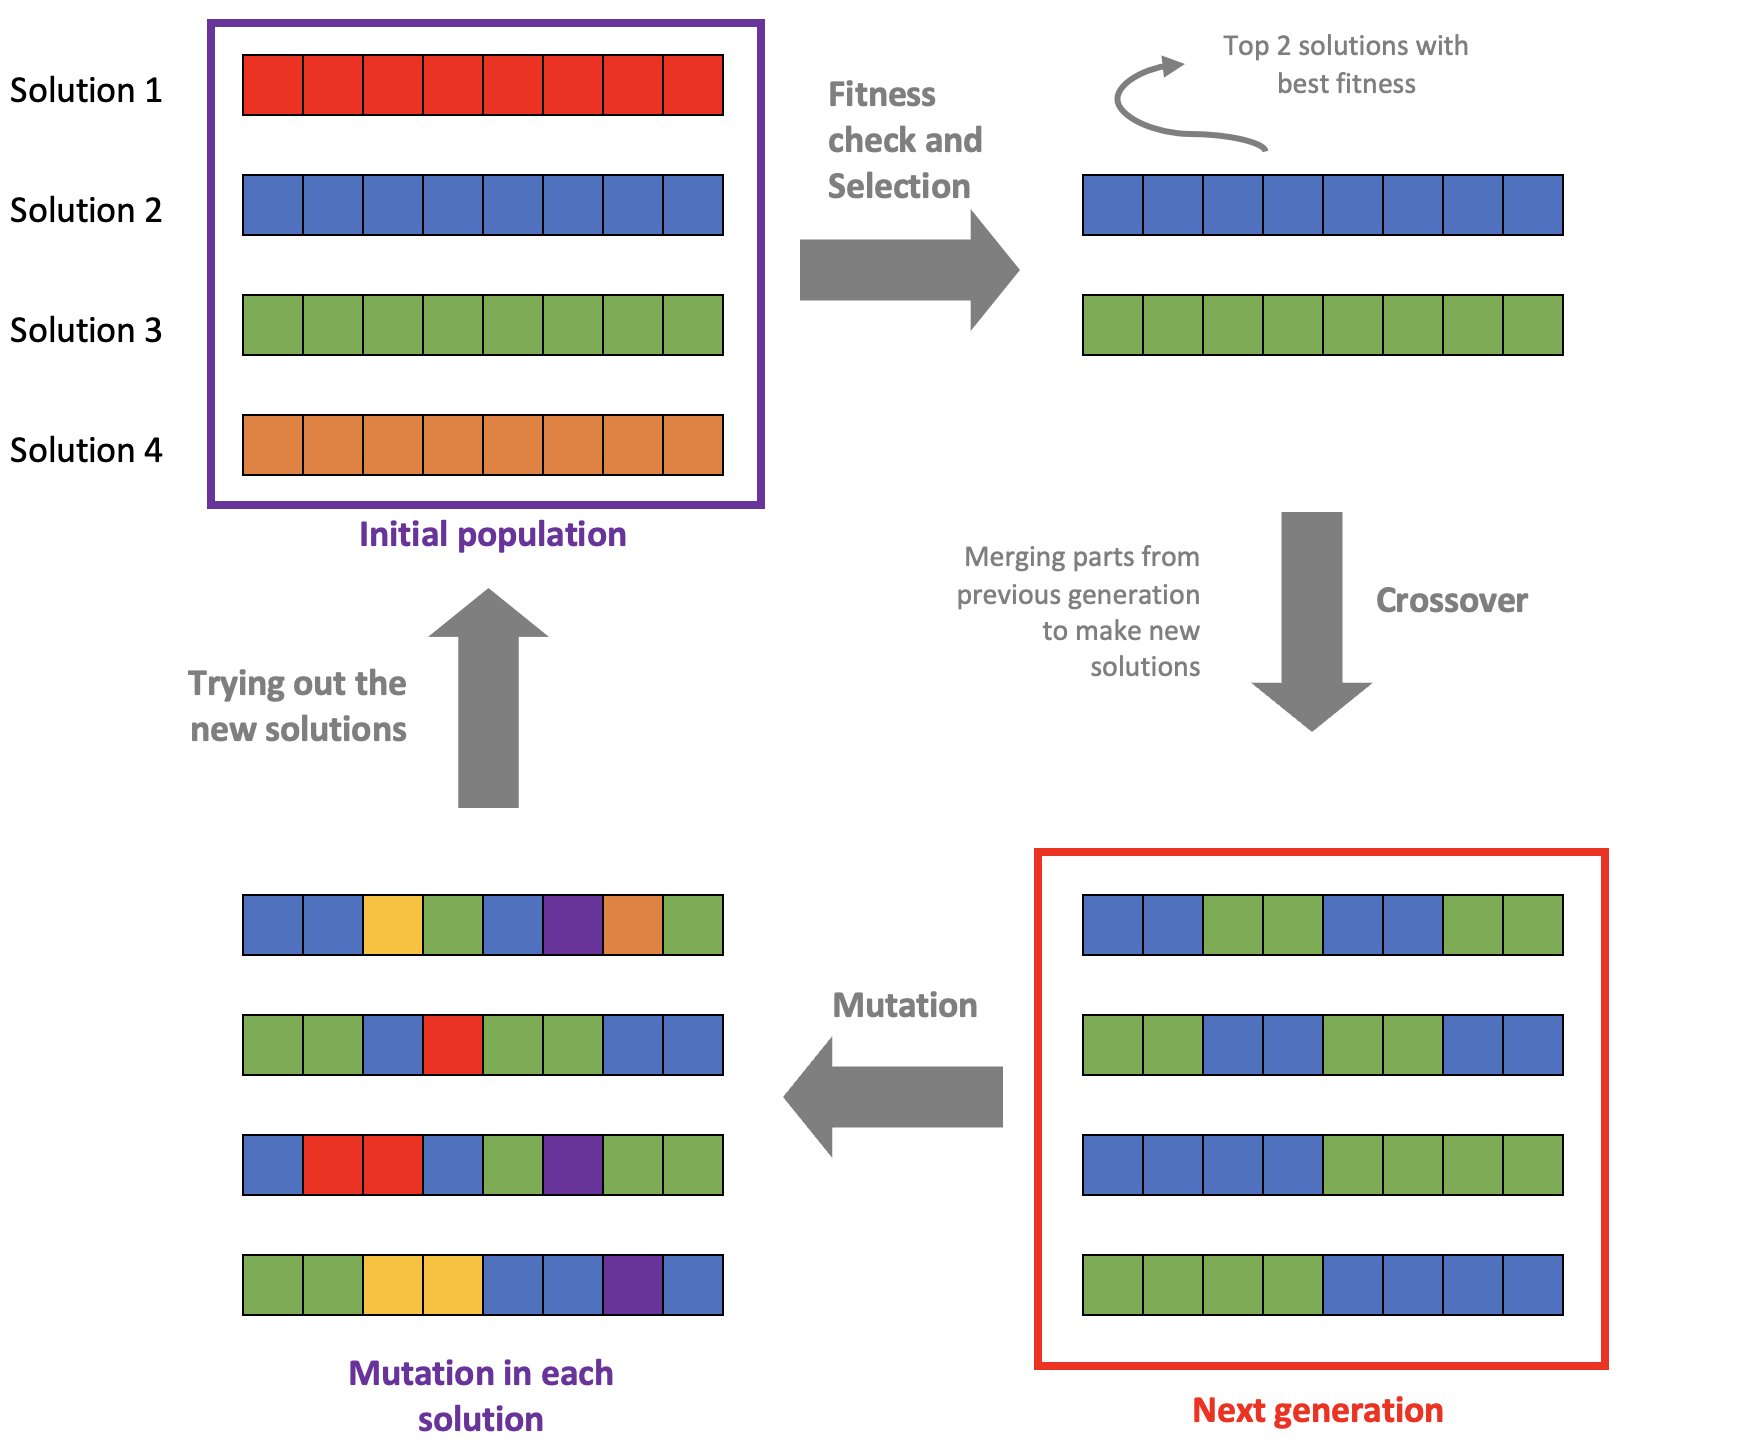 Solution 1
Solution 2
Solution 3
Solution 4
Initial population
Fitness
check and
Selection
Top 2 solutions with
best fitness
Merging parts from
previous generation
to make new
solutions
Crossover
Next generation
Mutation
Mutation in each
solution
Trying out the
new solutions